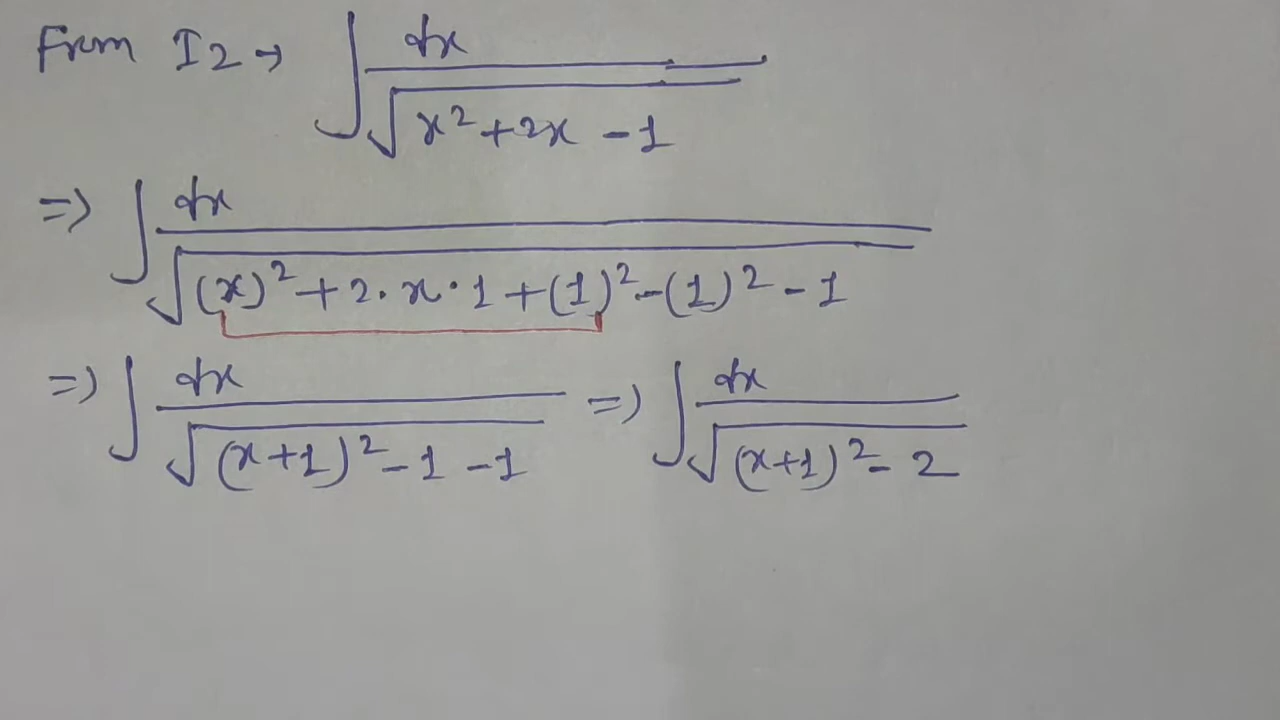 From I2 → ∫ dx / √(x² + 2x - 1)
=> ∫ dx / √((x)² + 2·x·1 + (1)² - (1)² - 1)
=> ∫ dx / √((x+1)² - 1 - 1) => ∫ dx / √((x+1)² - 2)